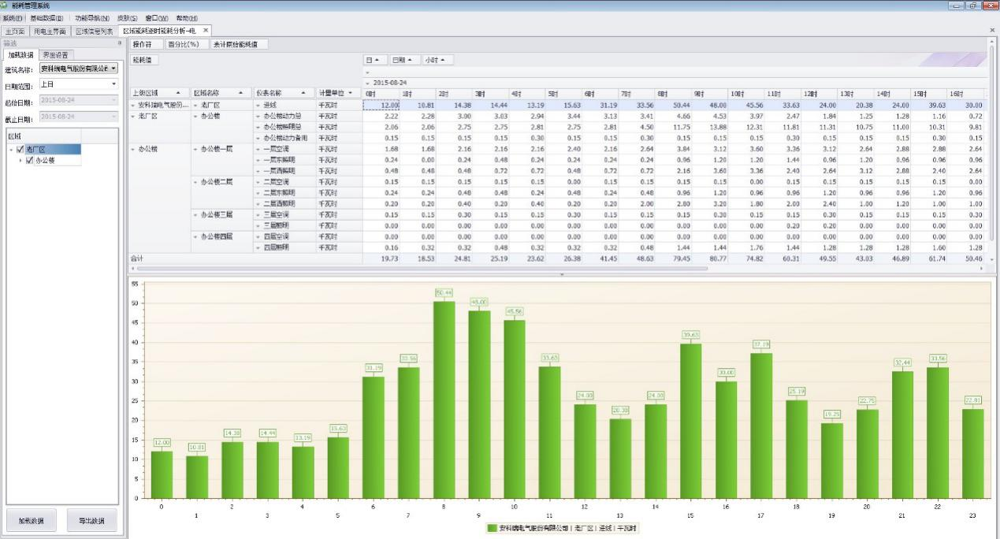 能耗管理系统
系统(E) 基础数据(B) 功能导航(N) 皮肤(S) 窗口(W) 帮助(H)
主页面 用电主界面 区域信息列表 区域能耗逐时能耗分析--电
筛选 操作符 百分比(%) 表计原始能耗值
加载数据 界面设置 能耗值 日 日期 小时
建筑名称: 安科瑞电气股份有限公司
日期范围: 上日
起始日期: 2015-08-24
截止日期: 2015-08-24
区域
老厂区
办公楼
加载数据 导出数据
2015-08-24
上级区域 区域名称 仪表名称 计量单位 0时 1时 2时 3时 4时 5时 6时 7时 8时 9时 10时 11时 12时 13时 14时 15时 16时
安科瑞电气股份... 老厂区 进线 千瓦时 12.00 10.81 14.38 14.44 13.19 15.63 31.19 33.56 50.44 48.00 45.56 33.63 24.00 20.38 24.00 39.63 30.00
老厂区 办公楼 办公楼动力总 千瓦时 2.22 2.28 3.00 3.03 2.94 3.44 3.13 3.41 4.66 4.53 3.97 2.47 1.84 1.25 1.28 1.16 0.72
办公楼照明总 千瓦时 2.06 2.06 2.75 2.75 2.81 2.75 2.81 4.50 11.75 13.88 12.31 11.81 11.31 10.75 11.00 10.31 9.81
办公楼动力备用 千瓦时 0.15 0.15 0.15 0.15 0.15 0.15 0.15 0.30 0.15 0.15 0.15 0.30 0.15 0.15 0.15 0.30 0.15
办公楼 办公楼一层 一层空调 千瓦时 1.68 1.68 2.16 2.16 2.16 2.40 2.16 2.64 3.84 3.12 3.60 3.36 3.12 2.64 2.88 2.88 2.64
一层东照明 千瓦时 0.24 0.00 0.24 0.48 0.24 0.24 0.24 0.24 0.96 1.20 1.20 1.44 0.96 1.20 0.96 0.96 0.96
一层西照明 千瓦时 0.48 0.48 0.48 0.72 0.72 0.48 0.72 0.72 2.16 3.60 3.36 2.40 2.64 3.12 2.88 2.40 2.64
办公楼二层 二层空调 千瓦时 0.15 0.15 0.15 0.15 0.15 0.00 0.15 0.15 0.15 0.15 0.00 0.15 0.15 0.15 0.15 0.15 0.00
二层东照明 千瓦时 0.24 0.24 0.48 0.48 0.24 0.48 0.24 0.48 0.96 1.20 0.96 0.96 1.20 0.96 0.96 1.20 0.96
二层西照明 千瓦时 0.20 0.20 0.40 0.20 0.40 0.20 0.20 2.00 2.80 3.20 1.80 2.00 2.40 1.00 1.20 1.00 1.00
办公楼三层 三层空调 千瓦时 0.15 0.15 0.30 0.15 0.15 0.15 0.15 0.15 0.15 0.30 0.15 0.15 0.30 0.15 0.15 0.15 0.30
三层照明 千瓦时 0.00 0.00 0.00 0.00 0.00 0.00 0.00 0.00 0.00 0.00 0.00 0.20 0.20 0.00 0.00 0.00 0.00
办公楼四层 四层空调 千瓦时 0.00 0.00 0.00 0.00 0.00 0.00 0.00 0.00 0.00 0.00 0.00 0.00 0.00 0.00 0.00 0.00 0.00
四层照明 千瓦时 0.16 0.32 0.32 0.48 0.32 0.32 0.32 0.48 1.44 1.44 1.76 1.44 1.28 1.28 1.28 1.60 1.28
合计 19.73 18.53 24.81 25.19 23.62 26.38 41.45 48.63 79.45 80.77 74.82 60.31 49.55 43.03 46.89 61.74 50.46
55
50
45
40
35
30
25
20
15
10
5
0
12.00 10.81 14.38 14.44 13.19 15.63 31.19 33.56 50.44 48.00 45.56 33.63 24.00 20.38 24.00 39.63 30.00 37.19 25.19 19.25 22.75 32.44 33.56 22.81
0 2 4 6 8 10 12 14 16 18 20 22
1 3 5 7 9 11 13 15 17 19 21 23
安科瑞电气股份有限公司 | 老厂区 | 进线 | 千瓦时